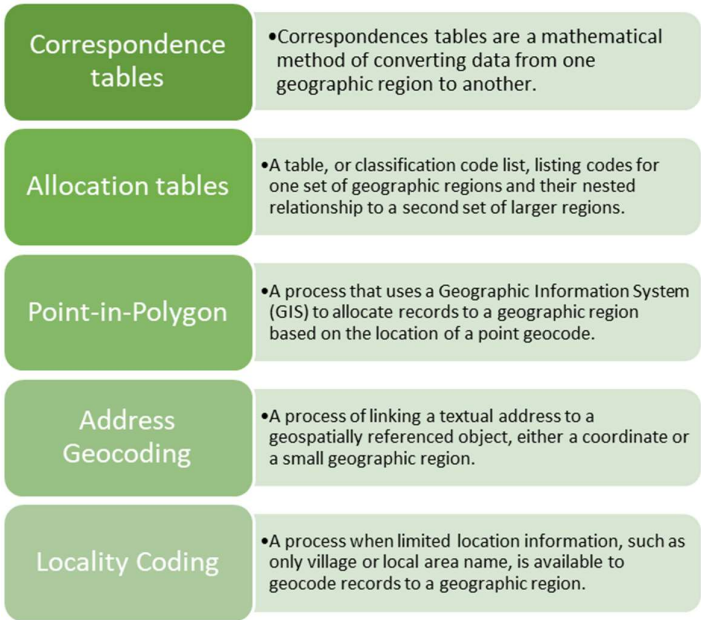 Correspondence
tables
•Correspondences tables are a mathematical
method of converting data from one
geographic region to another.
Allocation tables
•A table, or classification code list, listing codes for
one set of geographic regions and their nested
relationship to a second set of larger regions.
Point-in-Polygon
•A process that uses a Geographic Information System
(GIS) to allocate records to a geographic region
based on the location of a point geocode.
Address
Geocoding
•A process of linking a textual address to a
geospatially referenced object, either a coordinate or
a small geographic region.
Locality Coding
•A process when limited location information, such as
only village or local area name, is available to
geocode records to a geographic region.